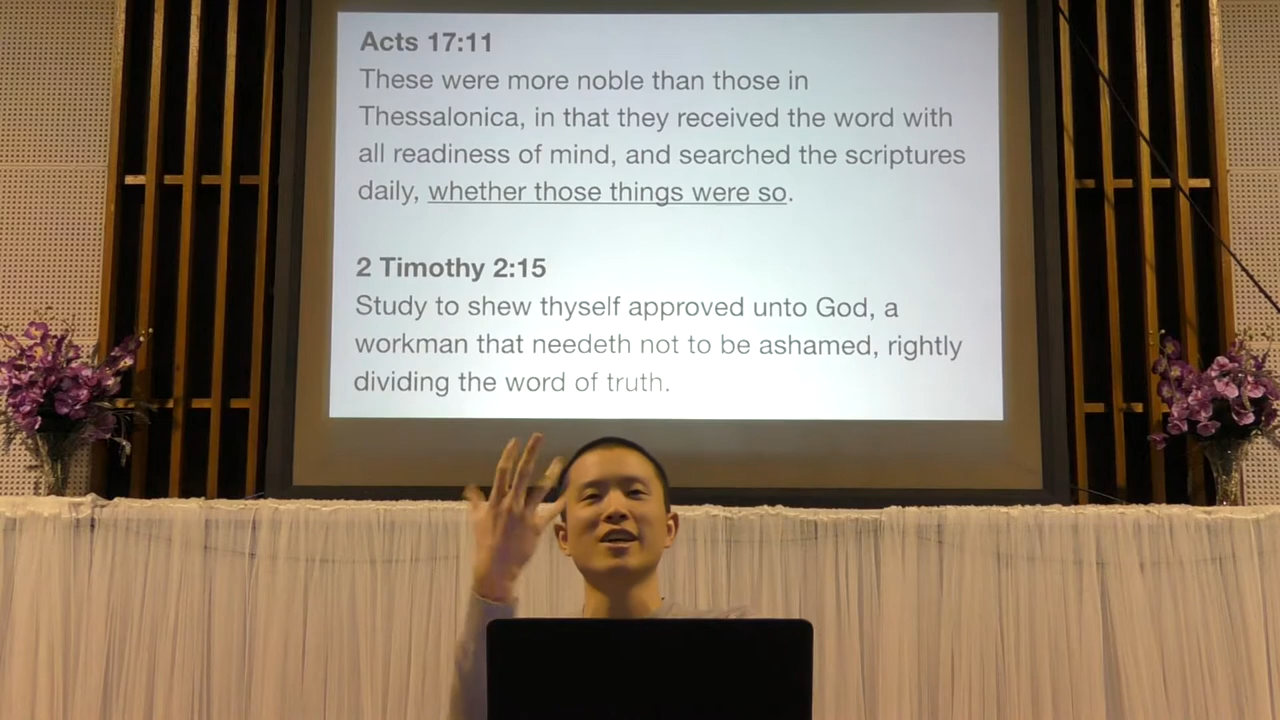 Acts 17:11
These were more noble than those in
Thessalonica, in that they received the word with
all readiness of mind, and searched the scriptures
daily, whether those things were so.
2 Timothy 2:15
Study to shew thyself approved unto God, a
workman that needeth not to be ashamed, rightly
dividing the word of truth.